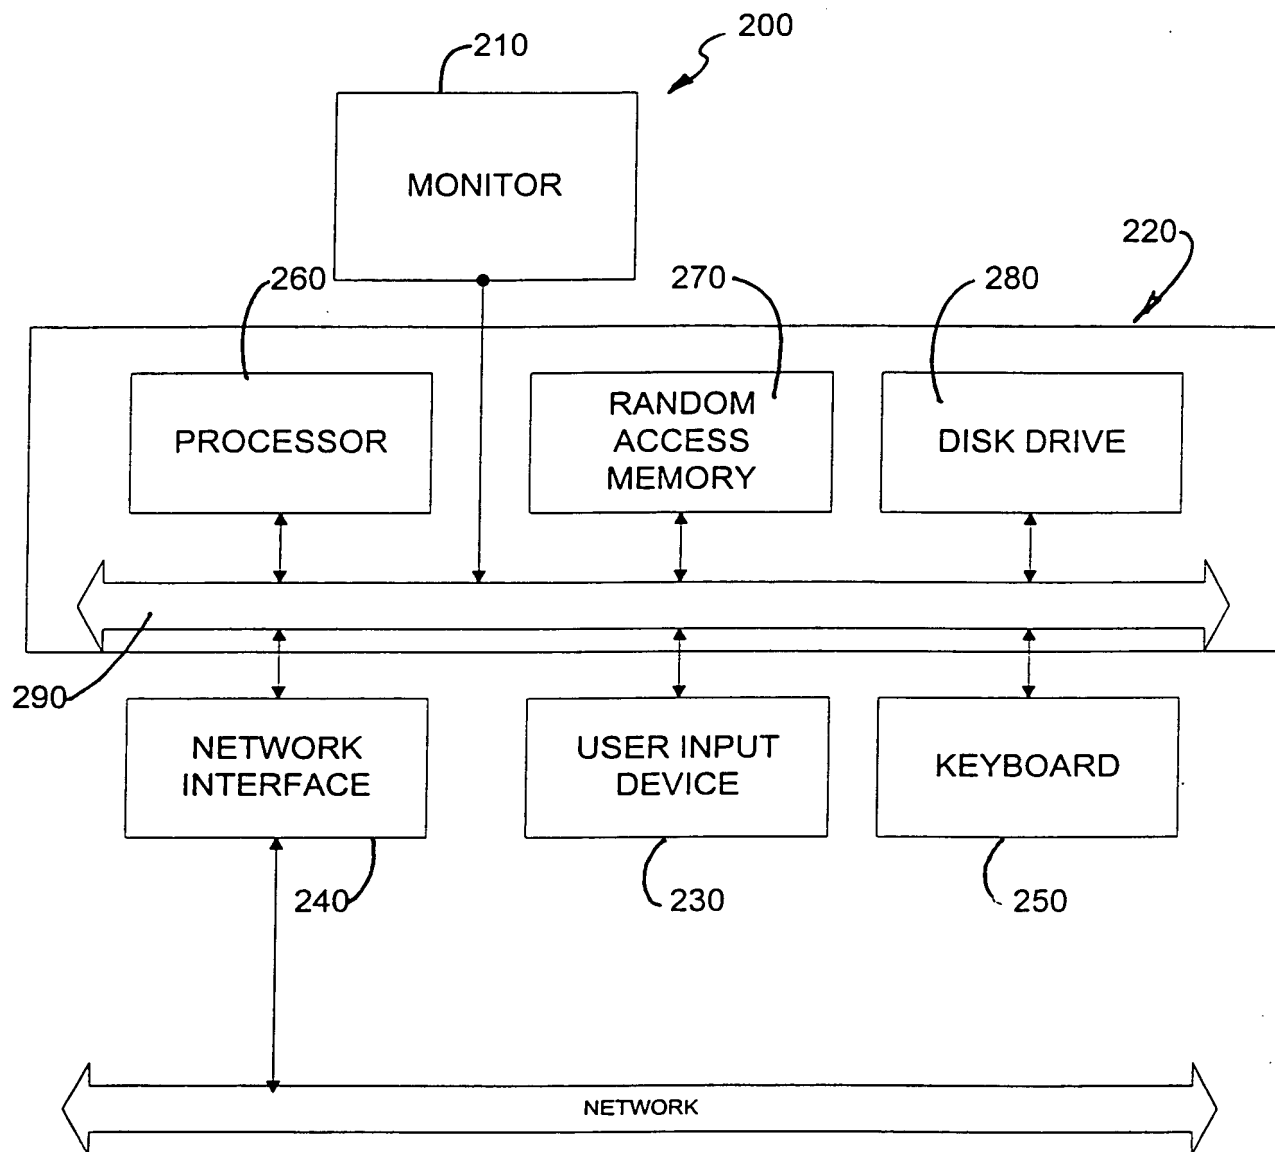 200
210
MONITOR
220
260
270
280
PROCESSOR
RANDOM
ACCESS
MEMORY
DISK DRIVE
290
NETWORK
INTERFACE
USER INPUT
DEVICE
KEYBOARD
240
230
250
NETWORK